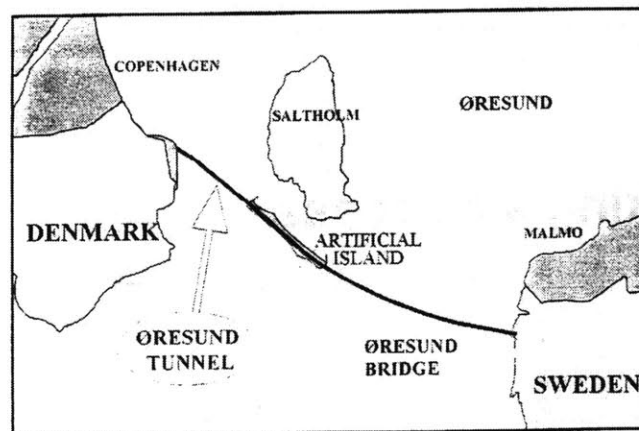 COPENHAGEN
SALTHOLM
ØRESUND
DENMARK
ARTIFICIAL
ISLAND
MALMO
ØRESUND
TUNNEL
ØRESUND
BRIDGE
SWEDEN